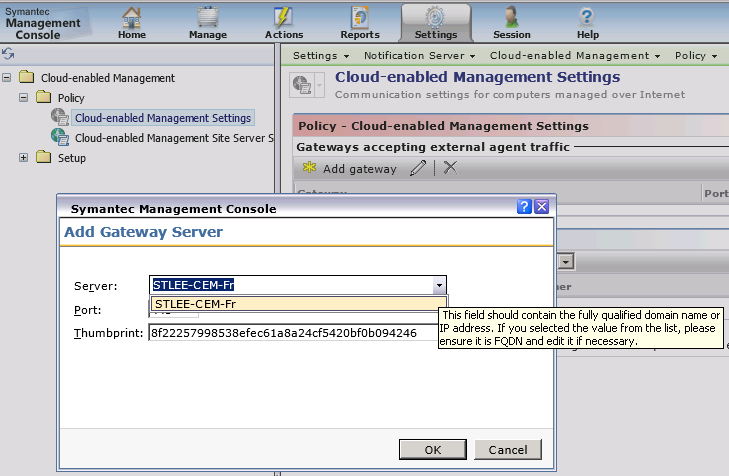 Symantec
Management
Console
Home
Manage
Actions
Reports
Settings
Session
Help
Settings Notification Server Cloud-enabled Management Policy
Cloud-enabled Management
Policy
Cloud-enabled Management Settings
Cloud-enabled Management Site Server S
Setup
Cloud-enabled Management Settings
Communication settings for computers managed over Internet
Policy - Cloud-enabled Management Settings
Gateways accepting external agent traffic
Add gateway
Gateway Port
Symantec Management Console
Add Gateway Server
Server: STLEE-CEM-Fr
STLEE-CEM-Fr
Port:
Thumbprint: 8f22257998538efec61a8a24cf5420bf0b094246
This field should contain the fully qualified domain name or
IP address. If you selected the value from the list, please
ensure it is FQDN and edit it if necessary.
OK Cancel